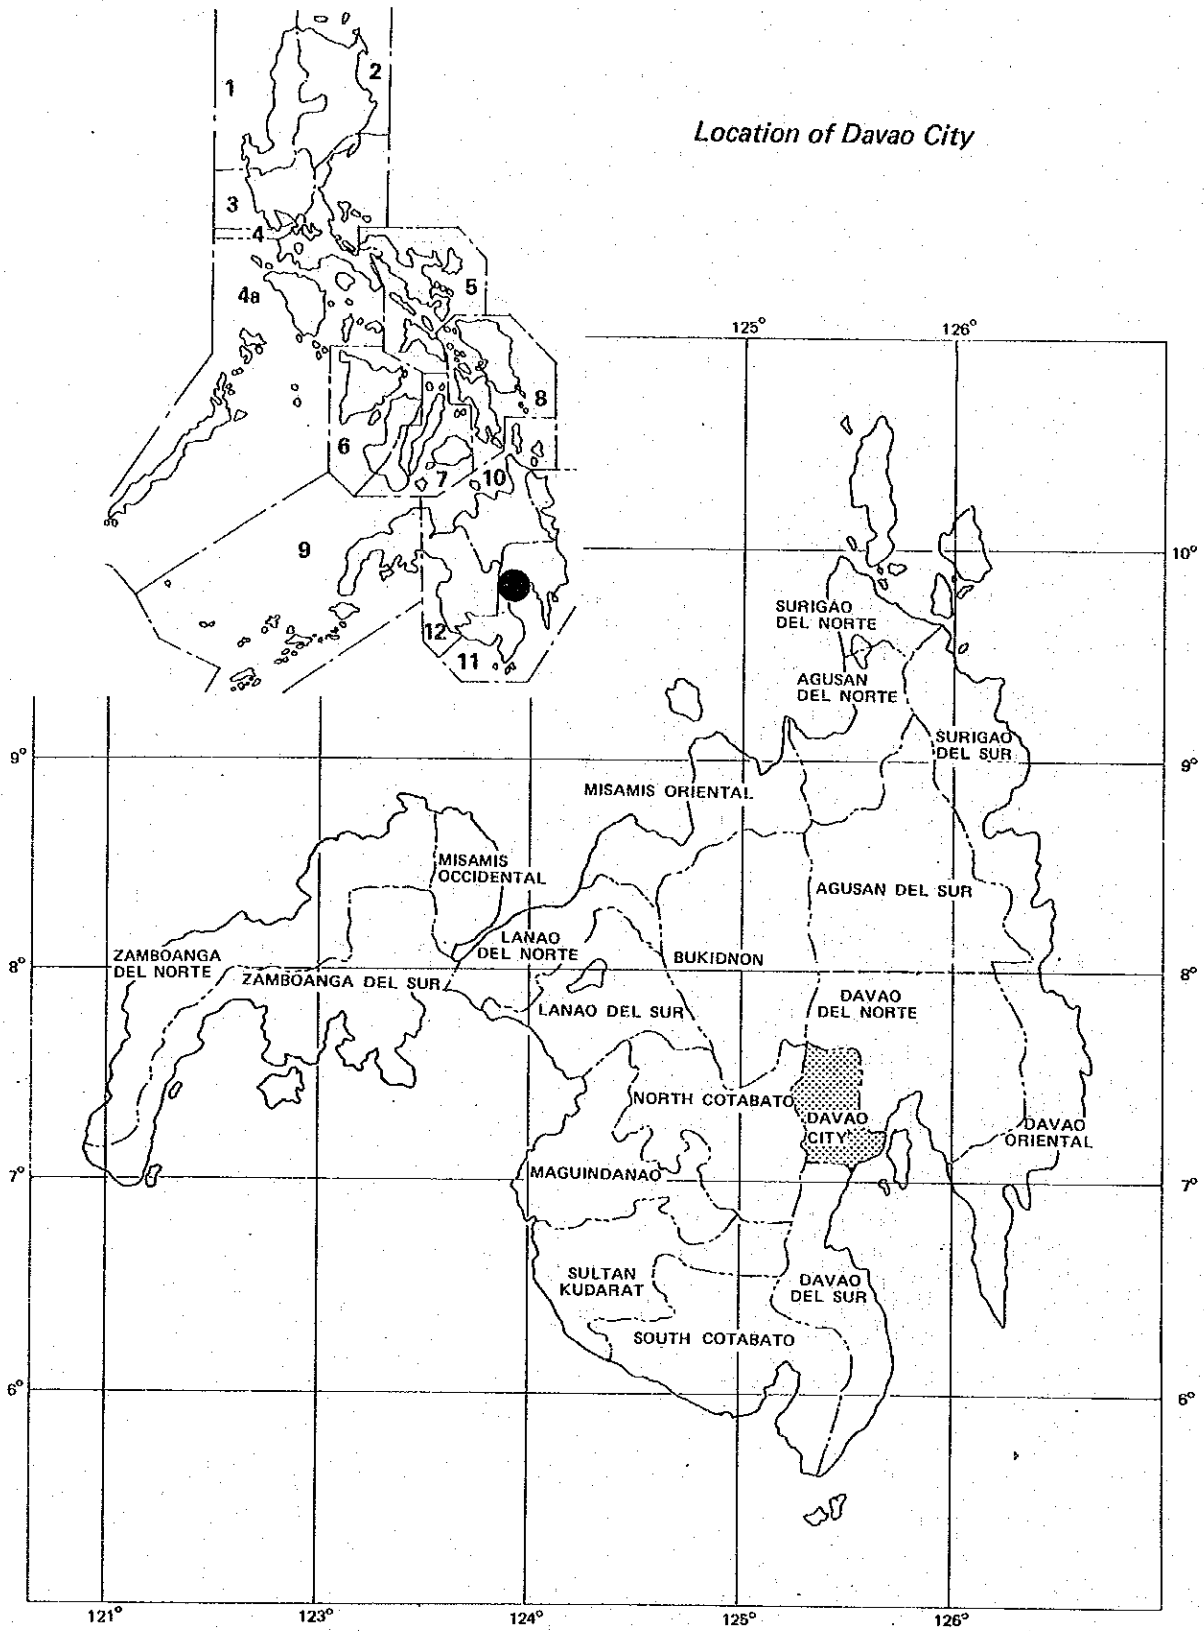 Location of Davao City
1
2
3
4
4a
5
6
7
8
9
10
11
12
125°
126°
10°
SURIGAO
DEL NORTE
AGUSAN
DEL NORTE
SURIGAO
DEL SUR
9°
9°
MISAMIS ORIENTAL
MISAMIS
OCCIDENTAL
AGUSAN DEL SUR
LANAO
DEL NORTE
ZAMBOANGA
DEL NORTE
BUKIDNON
8°
8°
ZAMBOANGA DEL SUR
LANAO DEL SUR
DAVAO
DEL NORTE
NORTH COTABATO
DAVAO
CITY
DAVAO
ORIENTAL
MAGUINDANAO
7°
7°
SULTAN
KUDARAT
DAVAO
DEL SUR
SOUTH COTABATO
6°
6°
121°
123°
124°
125°
126°